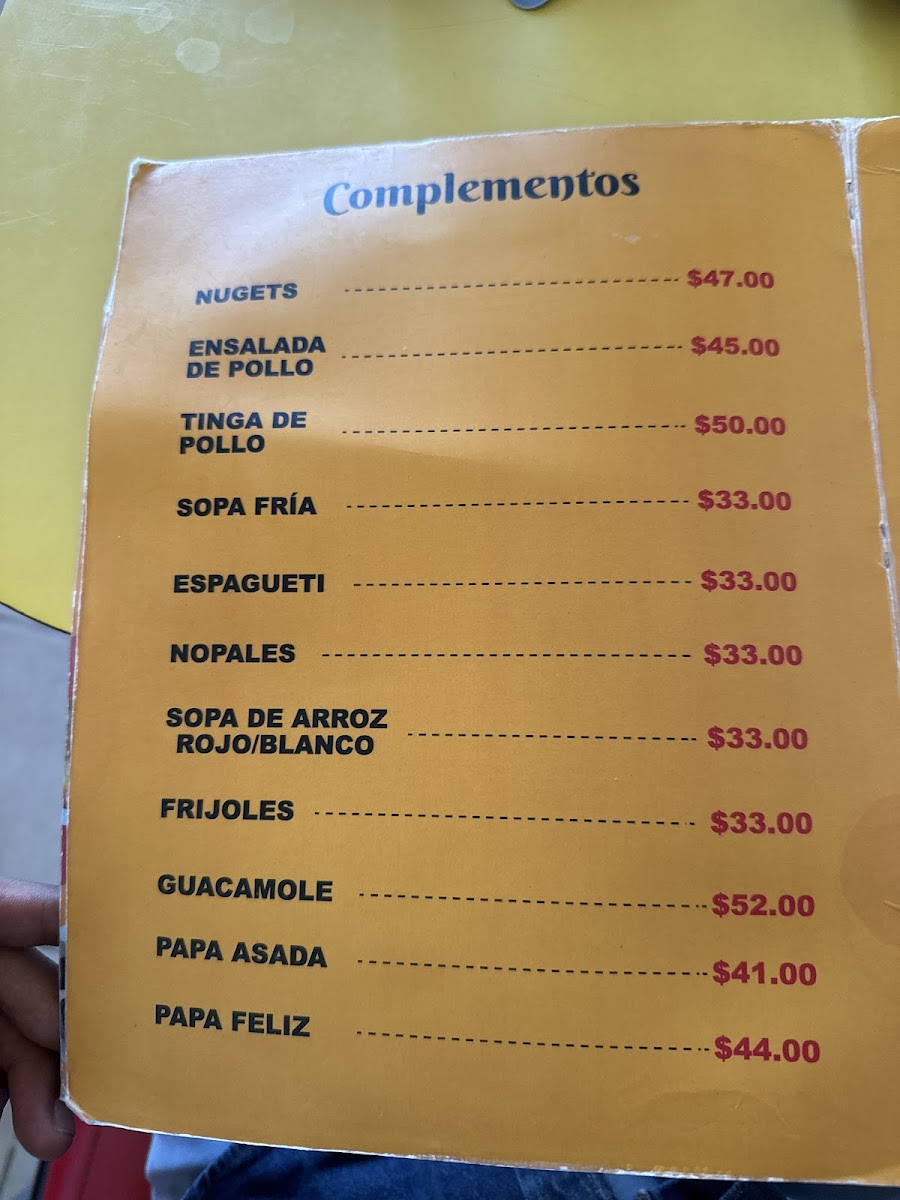 Complementos
NUGETS $47.00
ENSALADA
DE POLLO $45.00
TINGA DE
POLLO $50.00
SOPA FRÍA $33.00
ESPAGUETI $33.00
NOPALES $33.00
SOPA DE ARROZ
ROJO/BLANCO $33.00
FRIJOLES $33.00
GUACAMOLE $52.00
PAPA ASADA $41.00
PAPA FELIZ $44.00